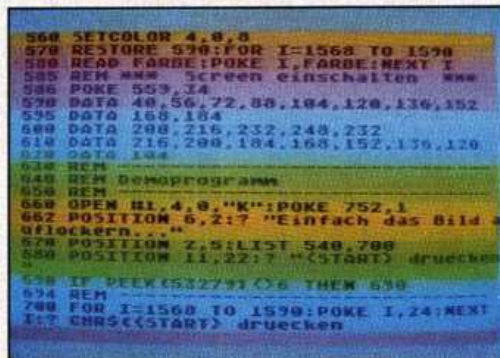 560 SETCOLOR 4,0,8
570 RESTORE 590:FOR I=1568 TO 1590
580 READ FARBE:POKE I,FARBE:NEXT I
585 REM *** Screen einschalten ***
586 POKE 559,34
590 DATA 40,56,72,88,104,120,136,152
595 DATA 168,184
600 DATA 200,216,232,248,232
610 DATA 216,200,184,168,152,136,120
620 DATA 104
630 REM
640 REM Demoprogramm
650 REM
660 OPEN #1,4,0,"K":POKE 752,1
662 POSITION 6,2:? "Einfach das Bild a
uflockern..."
670 POSITION 2,5:LIST 540,700
680 POSITION 11,22:? "<START> druecken
"
690 IF PEEK(53279)<>6 THEN 690
694 REM
700 FOR I=1568 TO 1590:POKE I,24:NEXT
I:? CHR$(<START> druecken